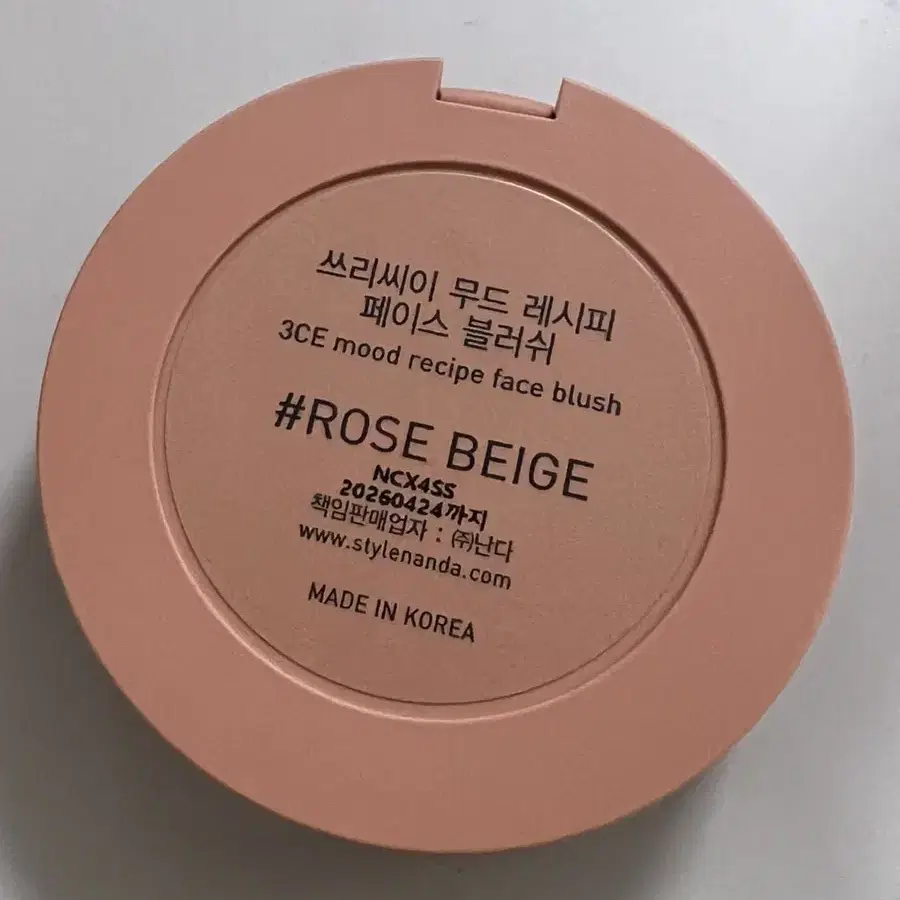 쓰리씨이 무드 레시피
페이스 블러쉬
3CE mood recipe face blush
#ROSE BEIGE
NCX4SS
20260424까지
책임판매업자 : ㈜난다
www.stylenanda.com
MADE IN KOREA